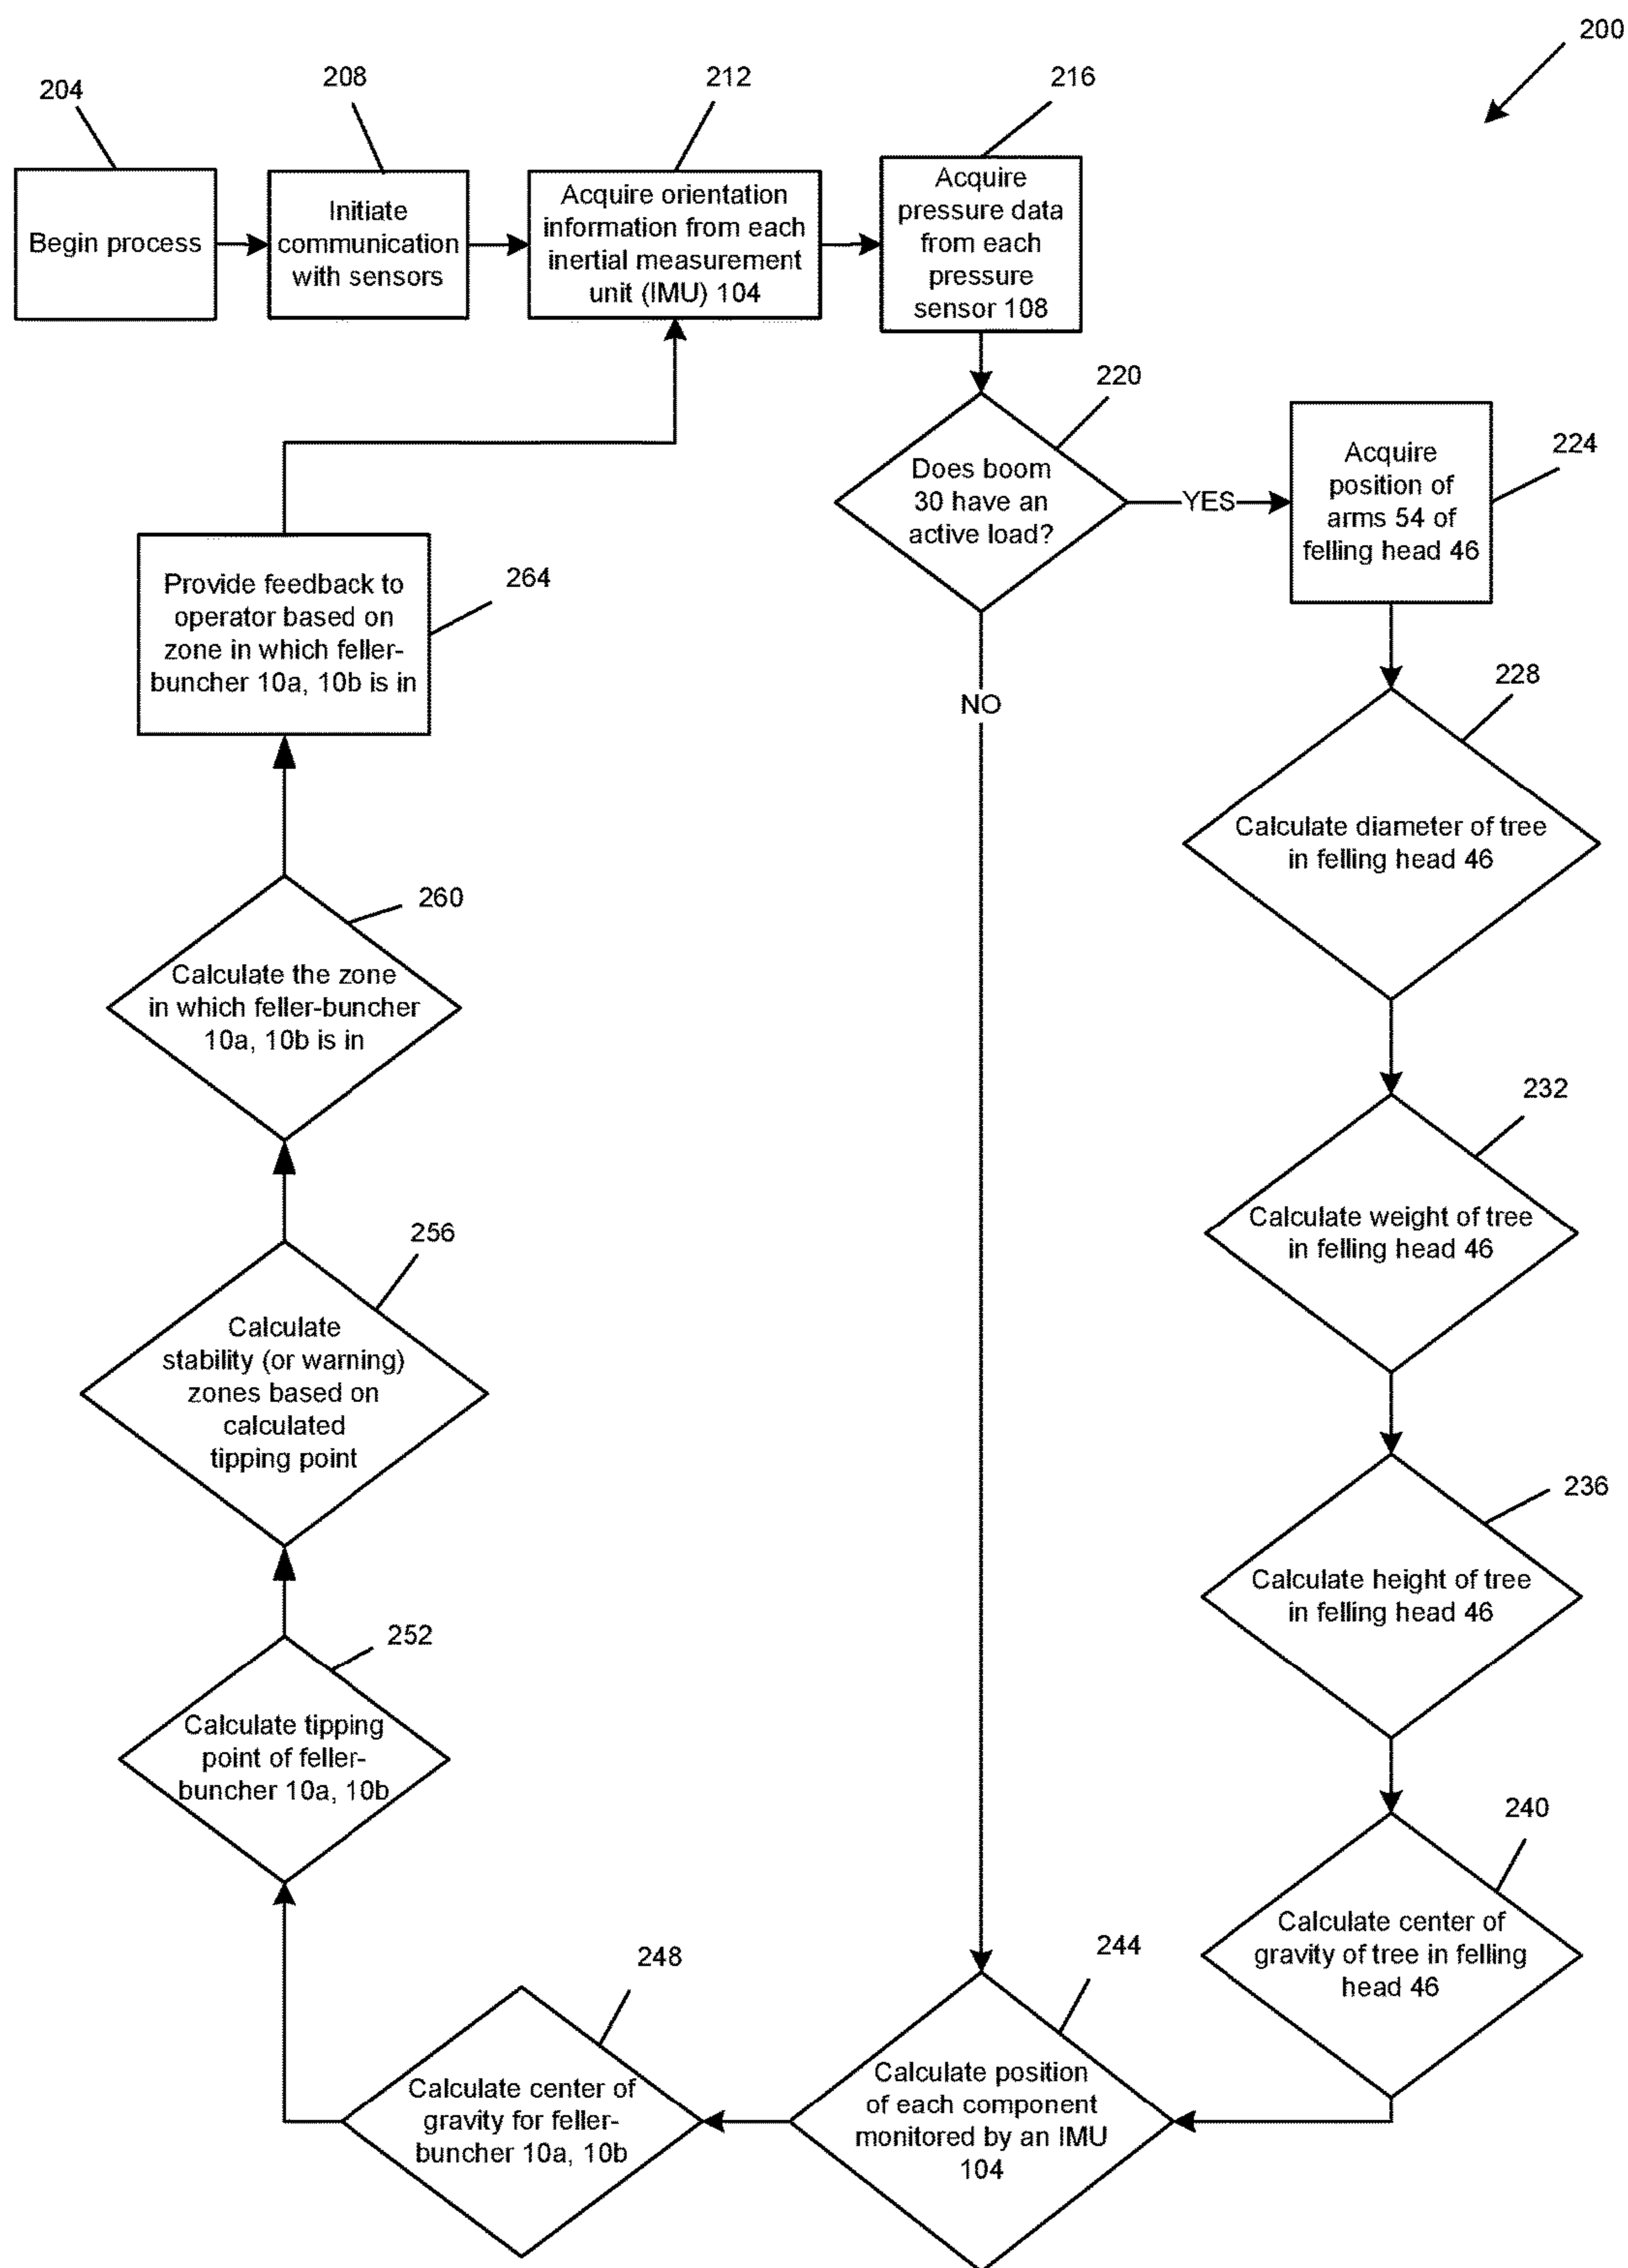 200
204
208
212
216
Begin process
Initiate
communication
with sensors
Acquire orientation
information from each
inertial measurement
unit (IMU) 104
Acquire
pressure data
from each
pressure
sensor 108
220
Does boom
30 have an
active load?
YES
NO
224
Acquire
position of
arms 54 of
felling head 46
228
Calculate diameter of tree
in felling head 46
232
Calculate weight of tree
in felling head 46
236
Calculate height of tree
in felling head 46
240
Calculate center of
gravity of tree in felling
head 46
244
Calculate position
of each component
monitored by an IMU
104
248
Calculate center of
gravity for feller-
buncher 10a, 10b
252
Calculate tipping
point of feller-
buncher 10a, 10b
256
Calculate
stability (or warning)
zones based on
calculated
tipping point
260
Calculate the zone
in which feller-buncher
10a, 10b is in
264
Provide feedback to
operator based on
zone in which feller-
buncher 10a, 10b is in